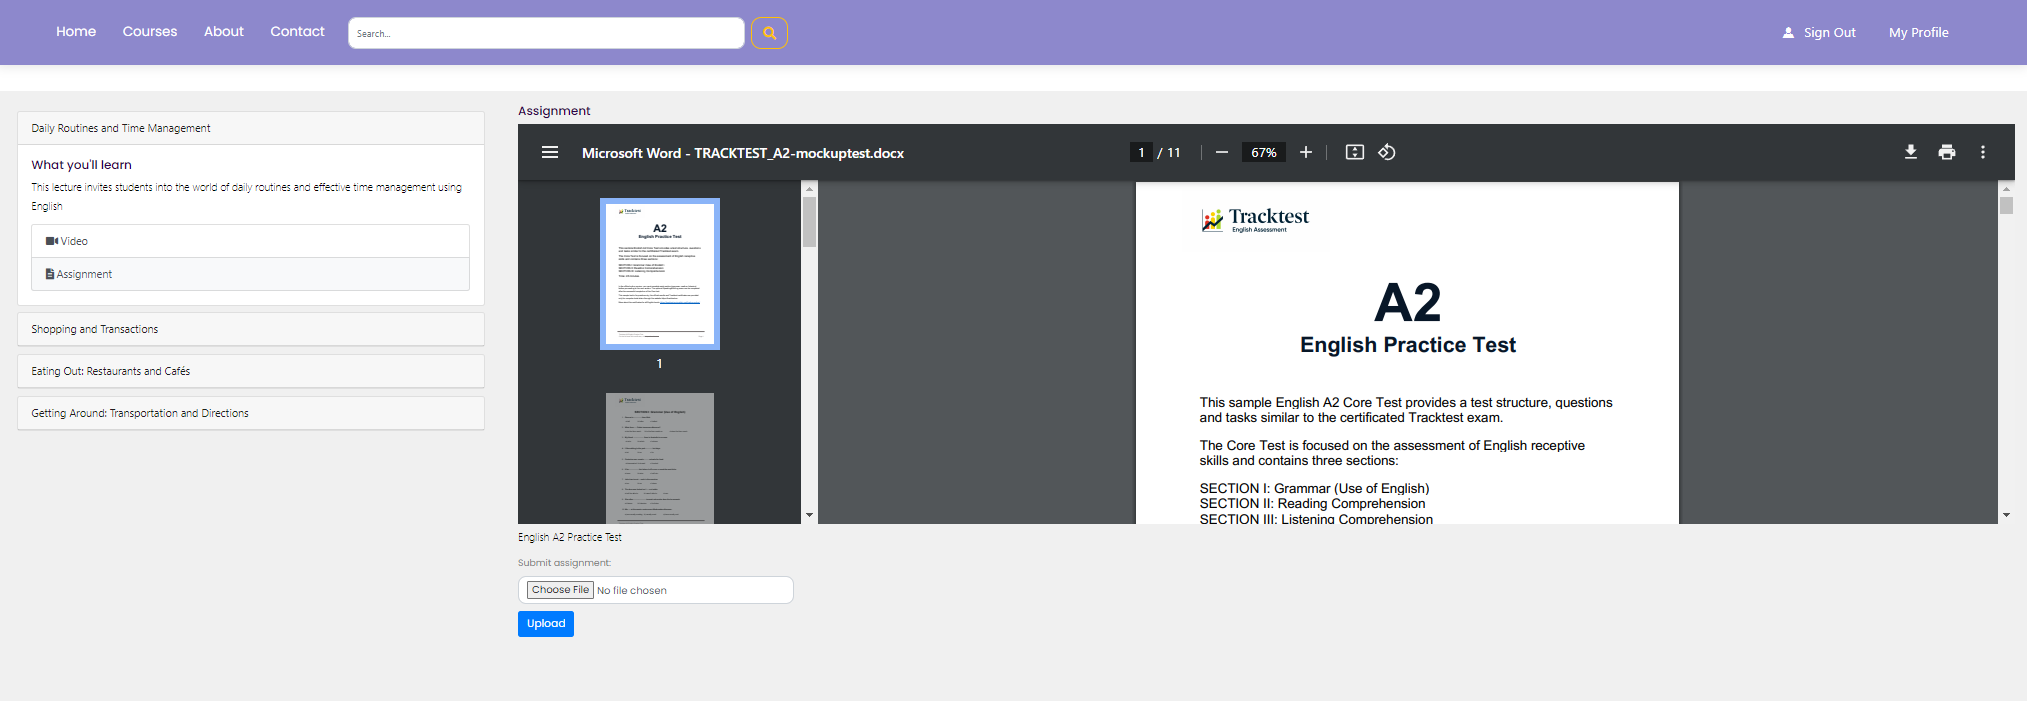 Home Courses About Contact Search... Sign Out My Profile
Daily Routines and Time Management
What you'll learn
This lecture invites students into the world of daily routines and effective time management using
English
Video
Assignment
Shopping and Transactions
Eating Out: Restaurants and Cafés
Getting Around: Transportation and Directions
Assignment
Microsoft Word - TRACKTEST_A2-mockuptest.docx 1 / 11 67%
Tracktest
A2
English Practice Test
1
Tracktest
Tracktest
English Assessment
A2
English Practice Test
This sample English A2 Core Test provides a test structure, questions
and tasks similar to the certificated Tracktest exam.
The Core Test is focused on the assessment of English receptive
skills and contains three sections:
SECTION I: Grammar (Use of English)
SECTION II: Reading Comprehension
SECTION III: Listening Comprehension
English A2 Practice Test
Submit assignment:
Choose File No file chosen
Upload